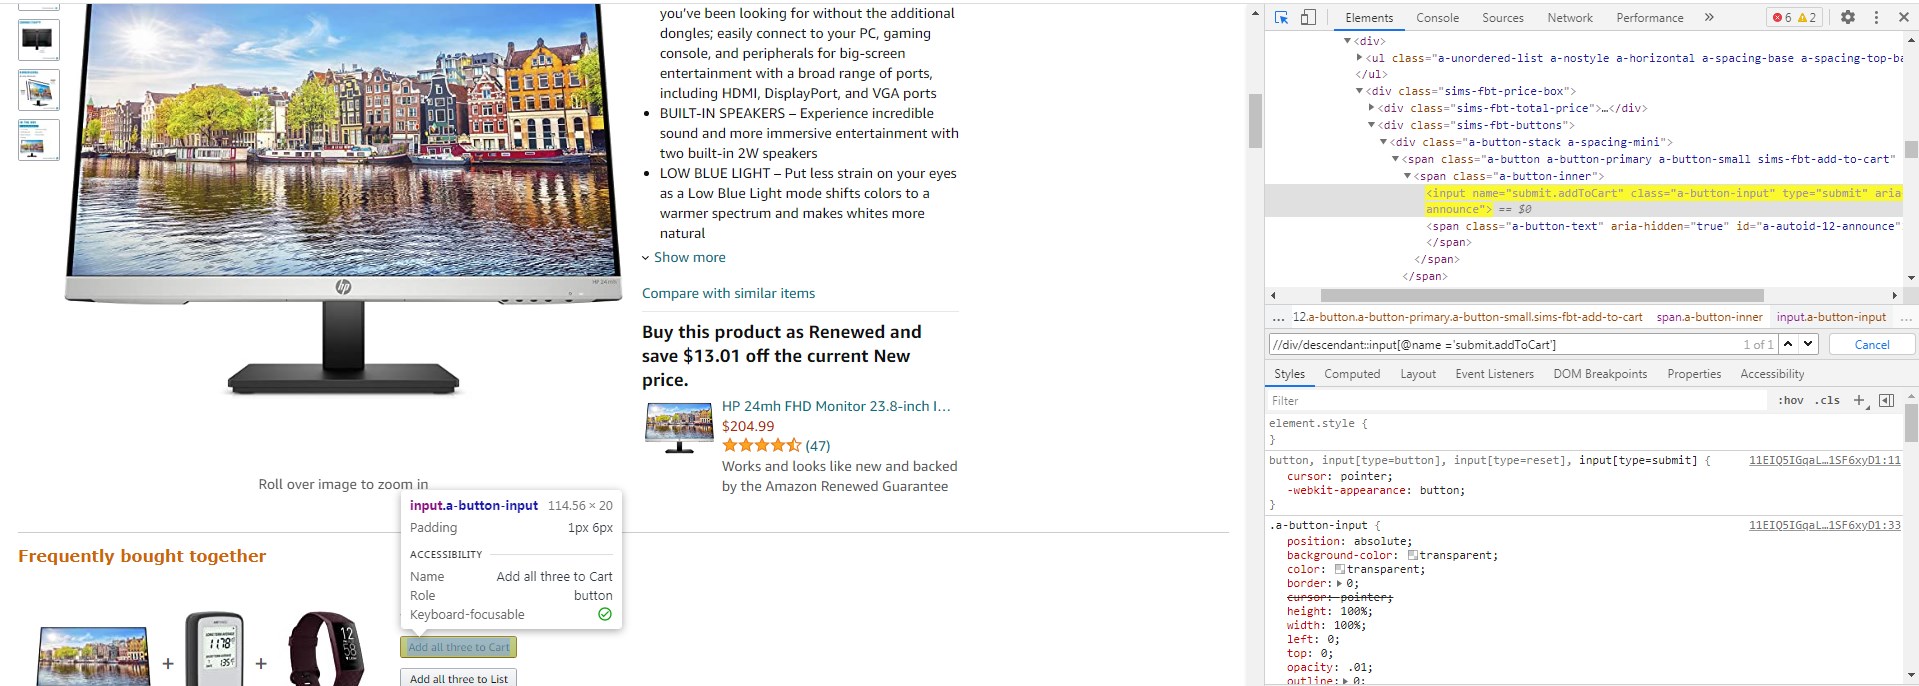 you've been looking for without the additional
dongles; easily connect to your PC, gaming
console, and peripherals for big-screen
entertainment with a broad range of ports,
including HDMI, DisplayPort, and VGA ports
• BUILT-IN SPEAKERS – Experience incredible
sound and more immersive entertainment with
two built-in 2W speakers
• LOW BLUE LIGHT – Put less strain on your eyes
as a Low Blue Light mode shifts colors to a
warmer spectrum and makes whites more
natural
Show more
Compare with similar items
Buy this product as Renewed and
save $13.01 off the current New
price.
HP 24mh FHD Monitor 23.8-inch I...
$204.99
(47)
Works and looks like new and backed
by the Amazon Renewed Guarantee
hp
HP 24mh
Roll over image to zoom in
input.a-button-input 114.56 × 20
Padding 1px 6px
ACCESSIBILITY
Name Add all three to Cart
Role button
Keyboard-focusable
Frequently bought together
+ +
Add all three to Cart
Add all three to List
Elements Console Sources Network Performance » 6 2
<div>
<ul class="a-unordered-list a-nostyle a-horizontal a-spacing-base a-spacing-top-ba
</ul>
<div class="sims-fbt-price-box">
<div class="sims-fbt-total-price">…</div>
<div class="sims-fbt-buttons">
<div class="a-button-stack a-spacing-mini">
<span class="a-button a-button-primary a-button-small sims-fbt-add-to-cart"
<span class="a-button-inner">
<input name="submit.addToCart" class="a-button-input" type="submit" aria
announce"> == $0
<span class="a-button-text" aria-hidden="true" id="a-autoid-12-announce"
</span>
</span>
</span>
... 12.a-button.a-button-primary.a-button-small.sims-fbt-add-to-cart span.a-button-inner input.a-button-input ...
//div/descendant::input[@name ='submit.addToCart'] 1 of 1 Cancel
Styles Computed Layout Event Listeners DOM Breakpoints Properties Accessibility
Filter :hov .cls +
element.style {
}
button, input[type=button], input[type=reset], input[type=submit] { 11EIQ5IGqaL…1SF6xyD1:11
cursor: pointer;
-webkit-appearance: button;
}
.a-button-input { 11EIQ5IGqaL…1SF6xyD1:33
position: absolute;
background-color: transparent;
color: transparent;
border: 0;
cursor: pointer;
height: 100%;
width: 100%;
left: 0;
top: 0;
opacity: .01;
outline: 0;